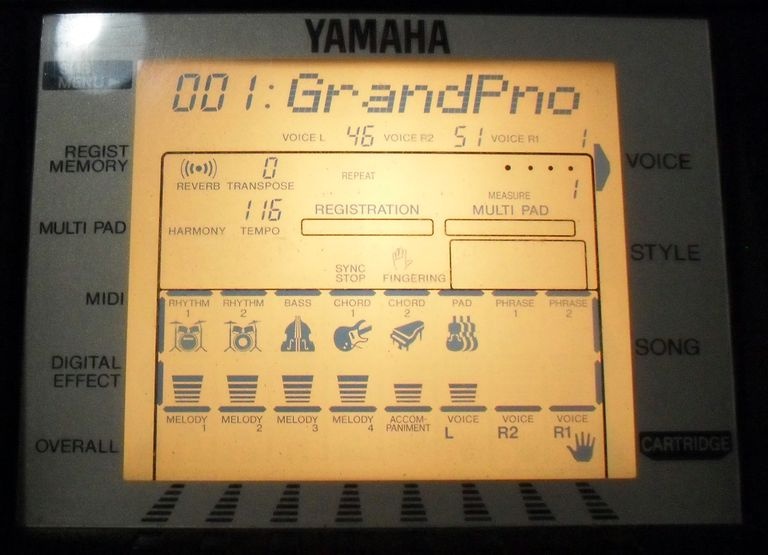 YAMAHA
MENU
001:GrandPno
VOICE L 46 VOICE R2 51 VOICE R1 1
REGIST
MEMORY
MULTI PAD
MIDI
DIGITAL
EFFECT
OVERALL
0
REVERB TRANSPOSE
REPEAT
MEASURE 1
116
HARMONY TEMPO
REGISTRATION
MULTI PAD
SYNC
STOP
FINGERING
RHYTHM
1
RHYTHM
2
BASS
CHORD
1
CHORD
2
PAD
PHRASE
1
PHRASE
2
MELODY
1
MELODY
2
MELODY
3
MELODY
4
ACCOM-
PANIMENT
VOICE
L
VOICE
R2
VOICE
R1
VOICE
STYLE
SONG
CARTRIDGE